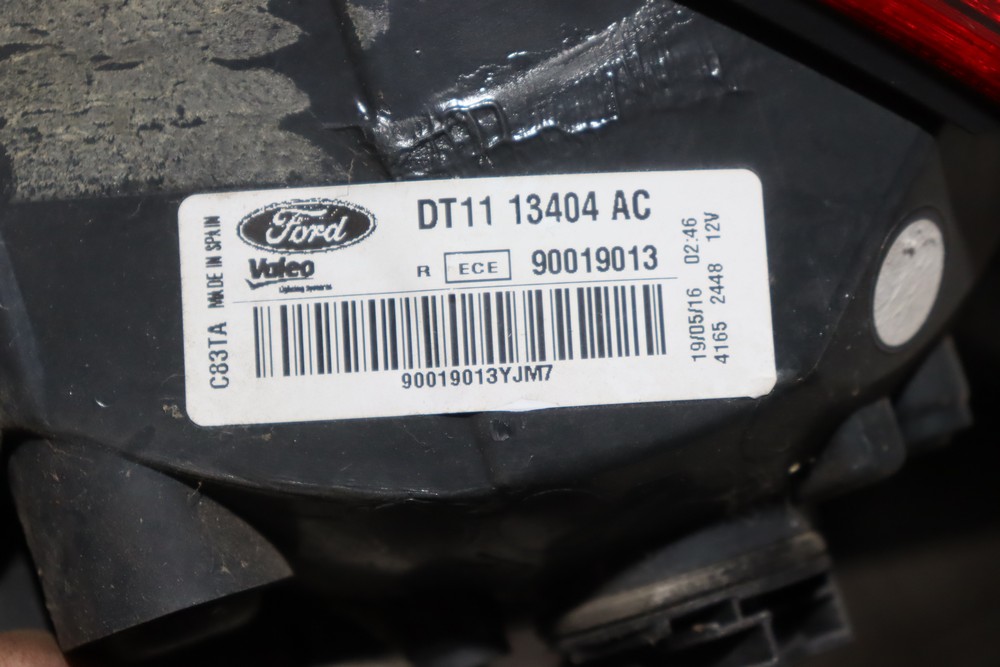 Ford
DT11 13404 AC
Valeo
Lighting Systems
R ECE 90019013
90019013YJM7
C83TA MADE IN SPAIN
19/05/16 02:46
4165 2448 12V